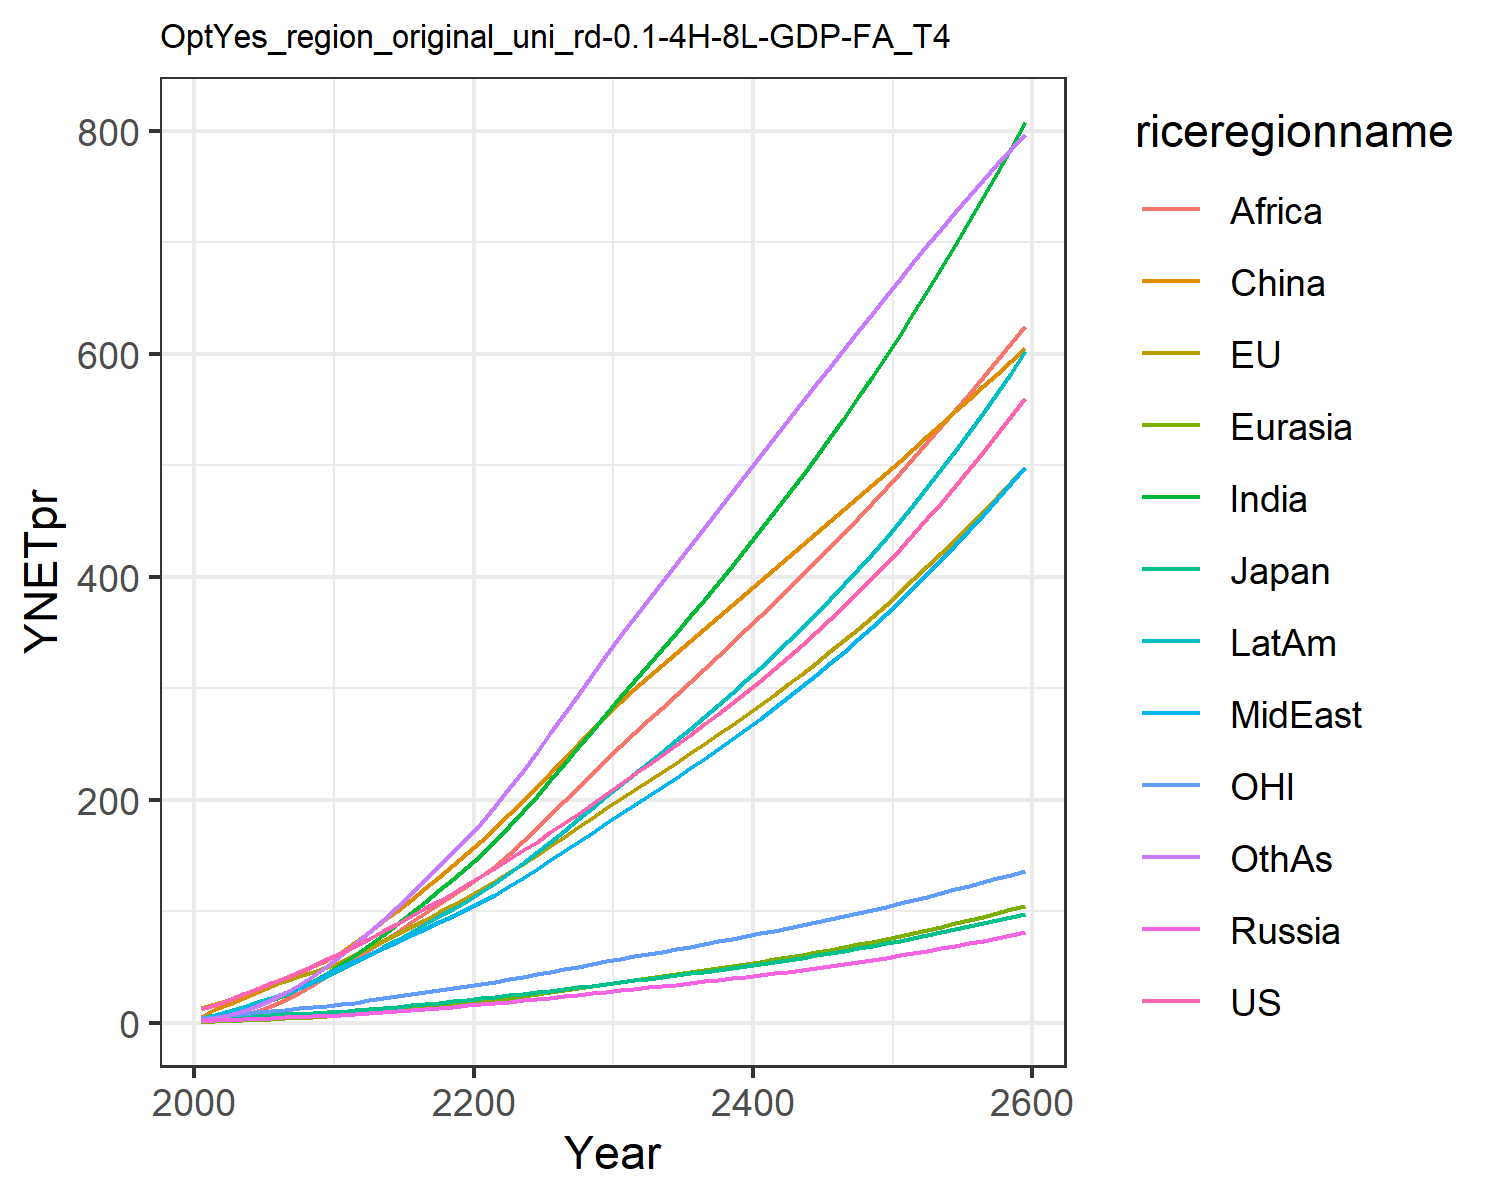 OptYes_region_original_uni_rd-0.1-4H-8L-GDP-FA_T4
YNETpr
800
600
400
200
0
2000 2200 2400 2600
Year
riceregionname
Africa
China
EU
Eurasia
India
Japan
LatAm
MidEast
OHI
OthAs
Russia
US